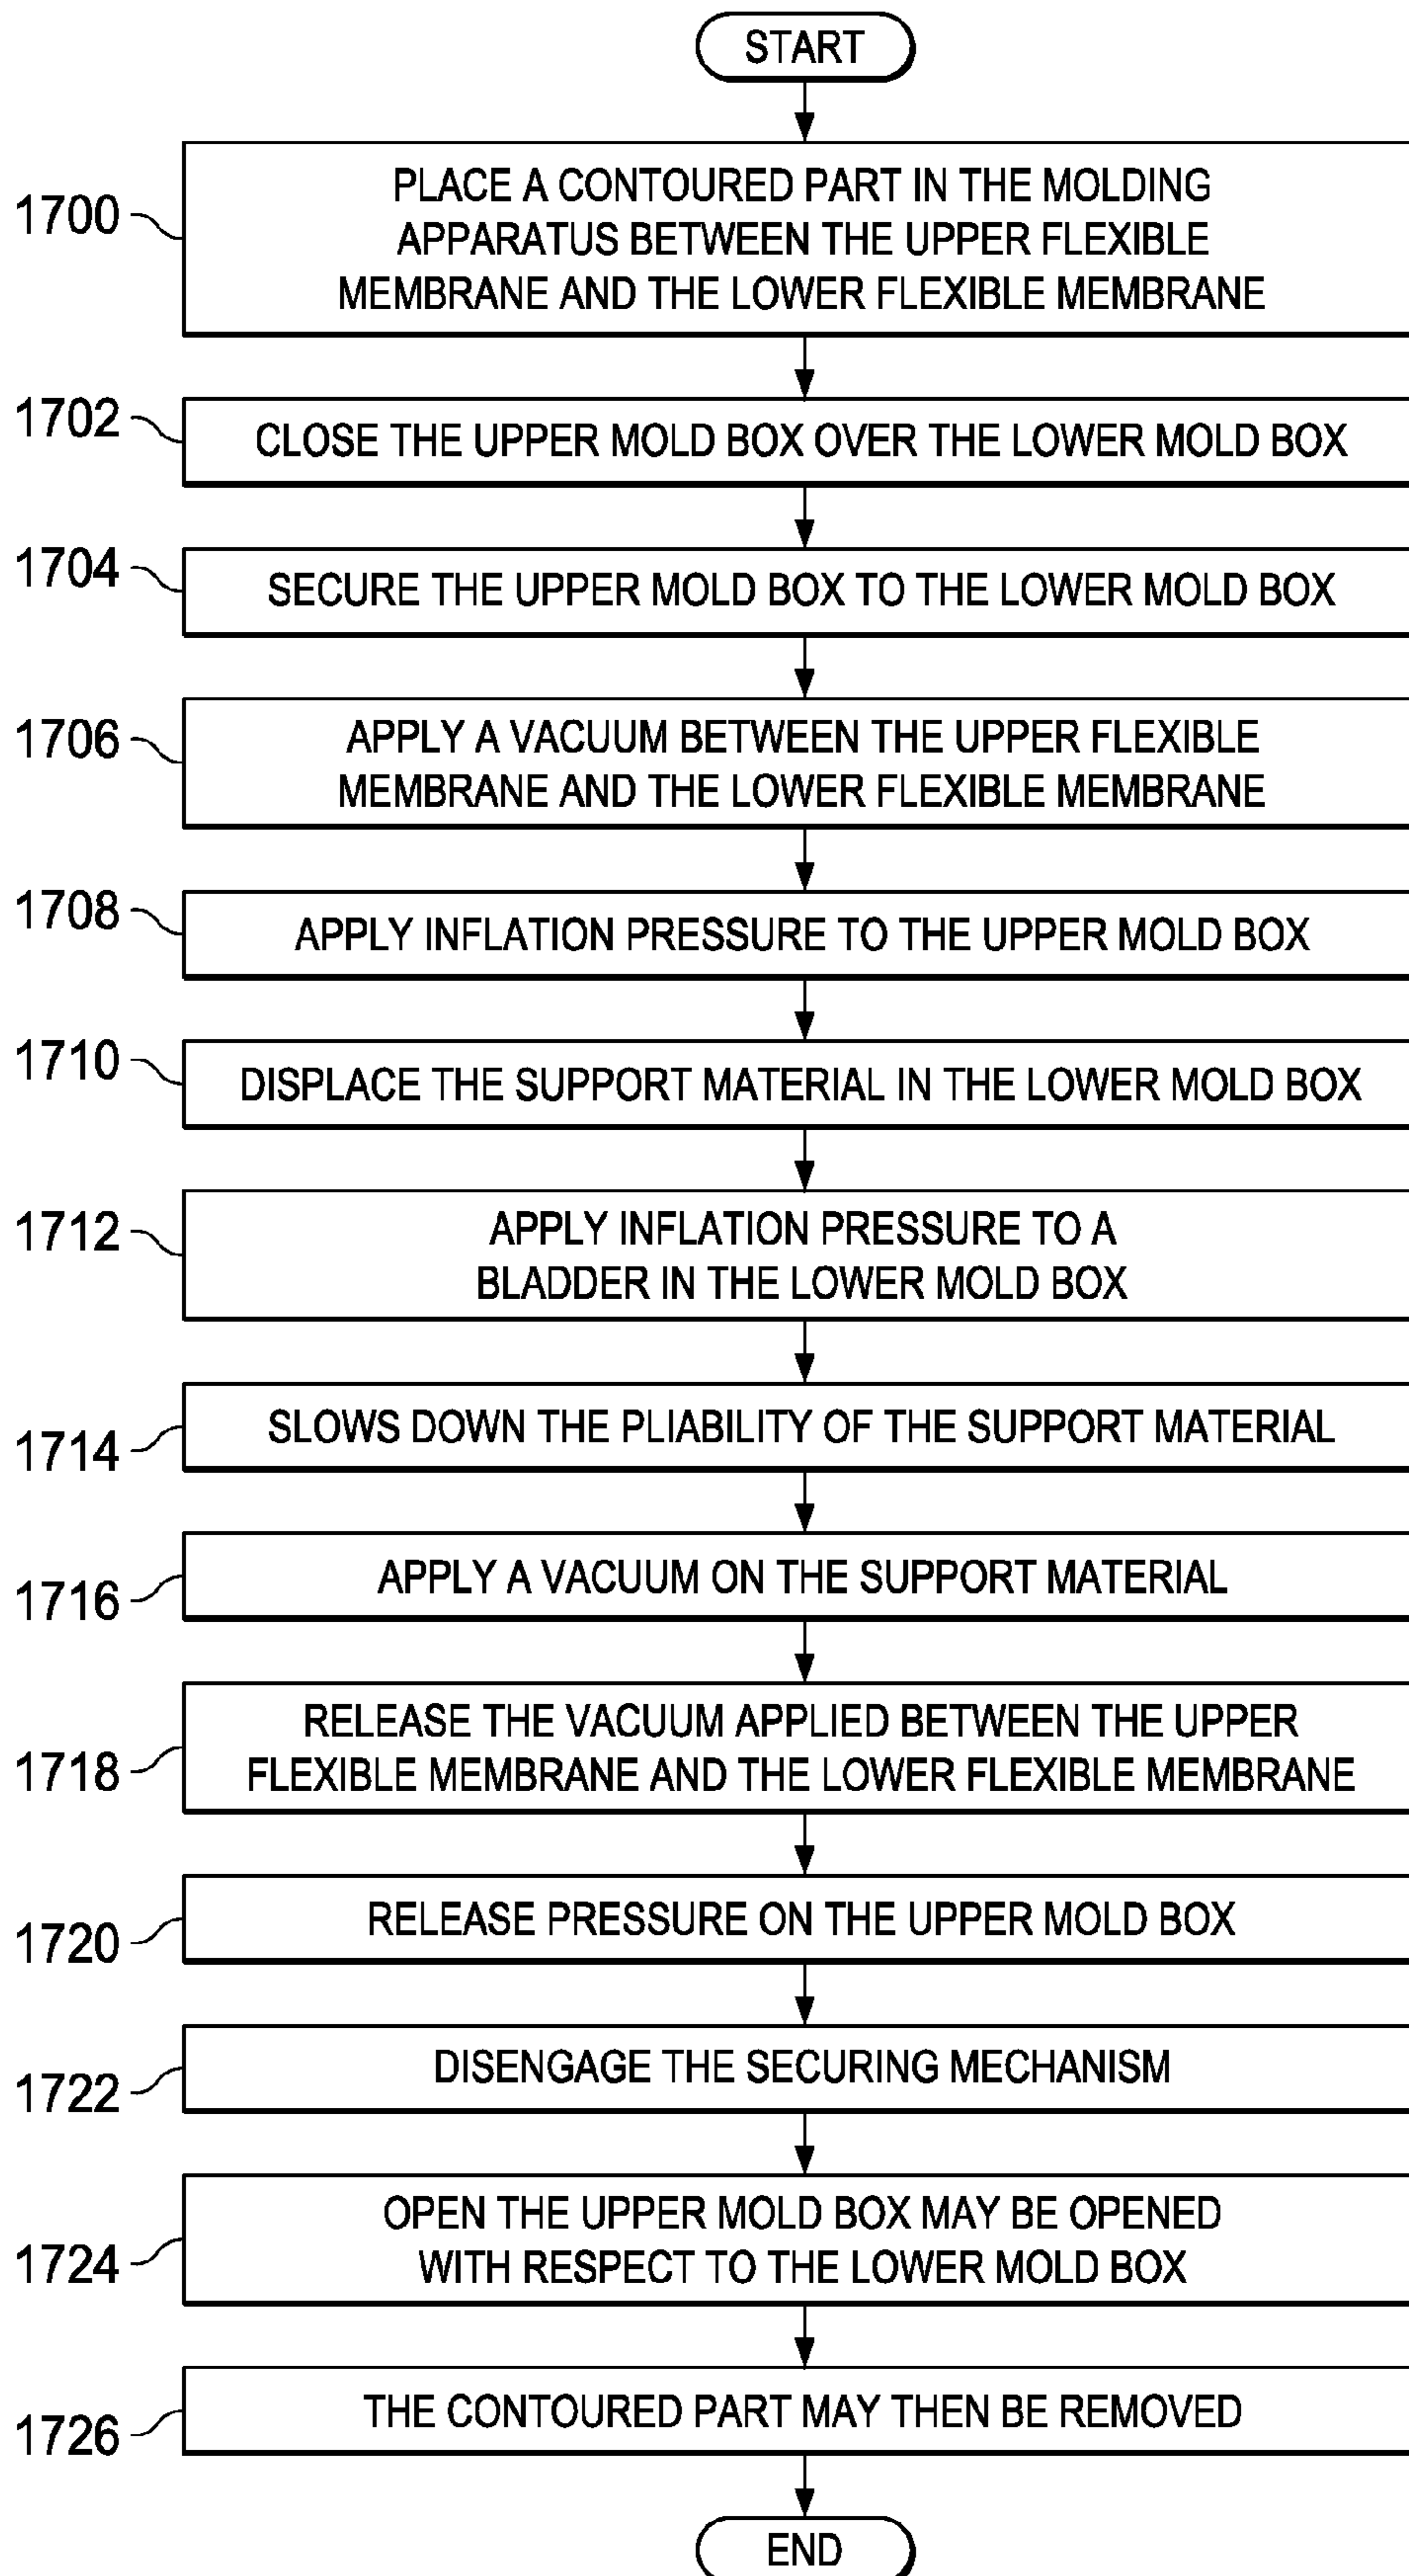 START
1700
PLACE A CONTOURED PART IN THE MOLDING
APPARATUS BETWEEN THE UPPER FLEXIBLE
MEMBRANE AND THE LOWER FLEXIBLE MEMBRANE
1702
CLOSE THE UPPER MOLD BOX OVER THE LOWER MOLD BOX
1704
SECURE THE UPPER MOLD BOX TO THE LOWER MOLD BOX
1706
APPLY A VACUUM BETWEEN THE UPPER FLEXIBLE
MEMBRANE AND THE LOWER FLEXIBLE MEMBRANE
1708
APPLY INFLATION PRESSURE TO THE UPPER MOLD BOX
1710
DISPLACE THE SUPPORT MATERIAL IN THE LOWER MOLD BOX
1712
APPLY INFLATION PRESSURE TO A
BLADDER IN THE LOWER MOLD BOX
1714
SLOWS DOWN THE PLIABILITY OF THE SUPPORT MATERIAL
1716
APPLY A VACUUM ON THE SUPPORT MATERIAL
1718
RELEASE THE VACUUM APPLIED BETWEEN THE UPPER
FLEXIBLE MEMBRANE AND THE LOWER FLEXIBLE MEMBRANE
1720
RELEASE PRESSURE ON THE UPPER MOLD BOX
1722
DISENGAGE THE SECURING MECHANISM
1724
OPEN THE UPPER MOLD BOX MAY BE OPENED
WITH RESPECT TO THE LOWER MOLD BOX
1726
THE CONTOURED PART MAY THEN BE REMOVED
END